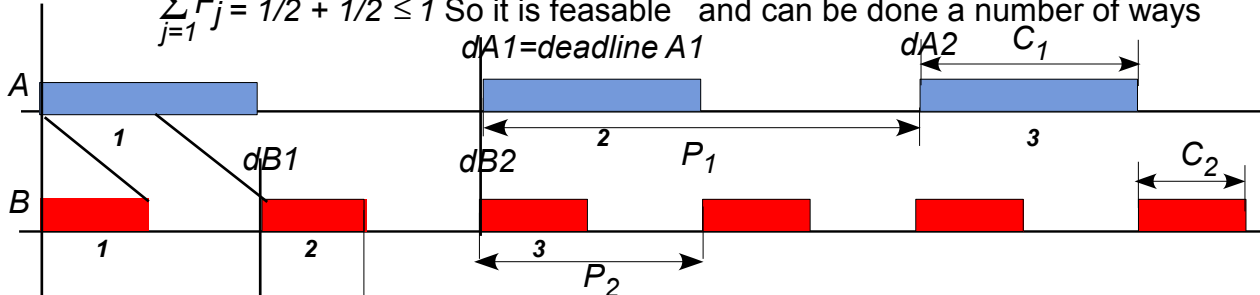 ∑ j=1 Pj = 1/2 + 1/2 ≤ 1 So it is feasable and can be done a number of ways
dA1=deadline A1 dA2 C1
A
1 2 3
dB1 dB2 P1 C2
B
1 2 3
P2